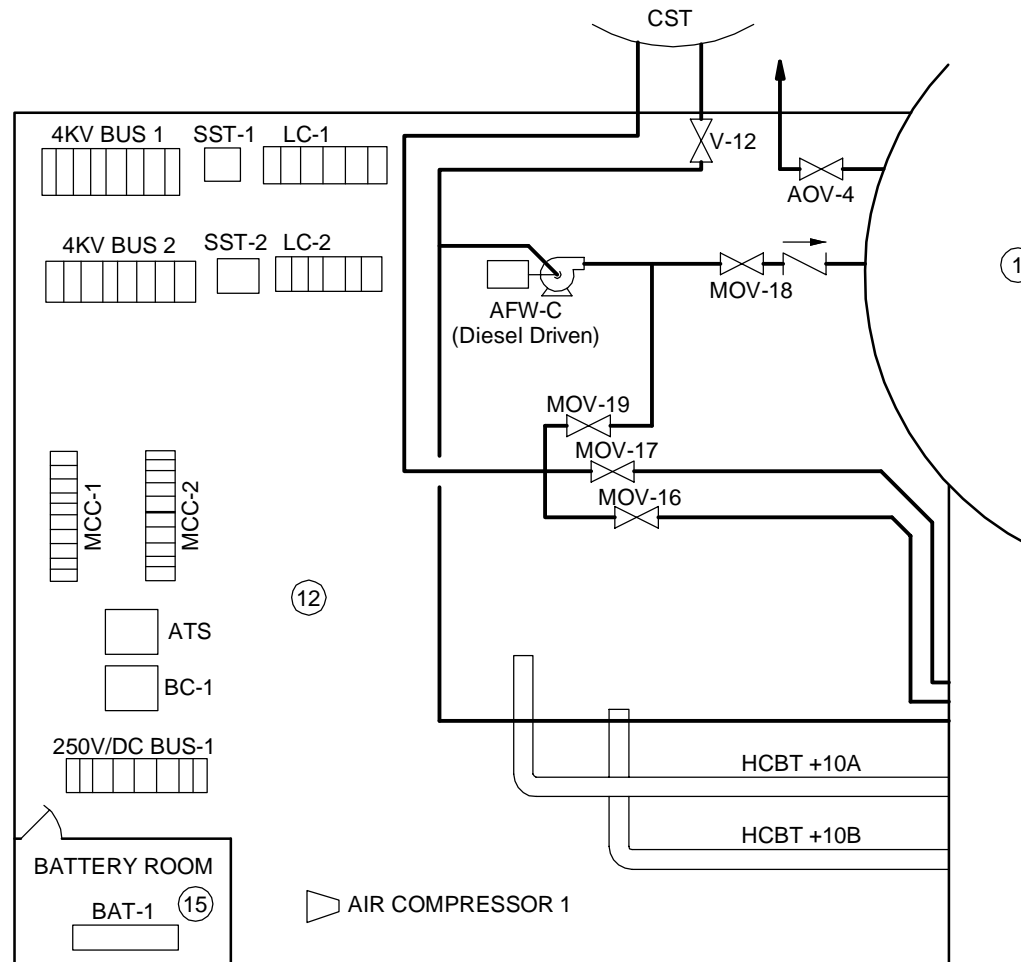 CST
4KV BUS 1
SST-1
LC-1
V-12
AOV-4
4KV BUS 2
SST-2
LC-2
1
MOV-18
AFW-C
(Diesel Driven)
MOV-19
MOV-17
MOV-16
MCC-1
MCC-2
12
ATS
BC-1
250V/DC BUS-1
HCBT +10A
HCBT +10B
BATTERY ROOM
15
BAT-1
AIR COMPRESSOR 1